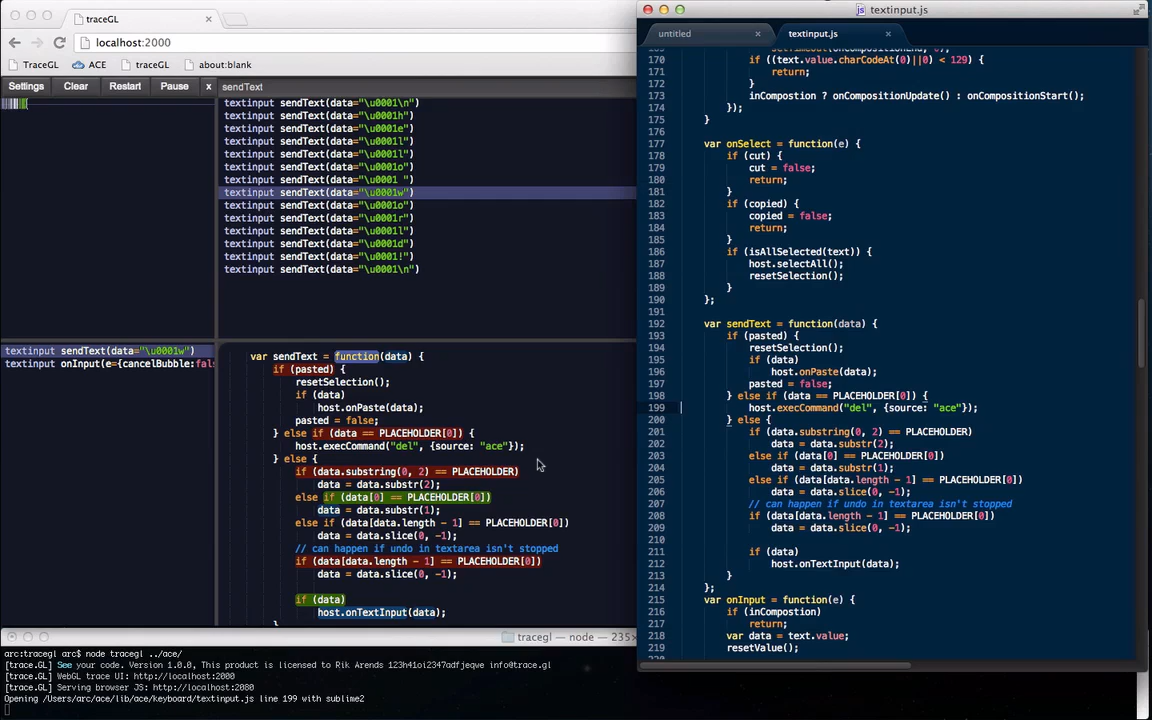 traceGL
localhost:2000
TraceGL
ACE
traceGL
about:blank
Settings
Clear
Restart
Pause
x
sendText
textinput sendText(data="\u0001\n")
textinput sendText(data="\u0001h")
textinput sendText(data="\u0001e")
textinput sendText(data="\u0001l")
textinput sendText(data="\u0001l")
textinput sendText(data="\u0001o")
textinput sendText(data="\u0001 ")
textinput sendText(data="\u0001w")
textinput sendText(data="\u0001o")
textinput sendText(data="\u0001r")
textinput sendText(data="\u0001l")
textinput sendText(data="\u0001d")
textinput sendText(data="\u0001!")
textinput sendText(data="\u0001\n")
textinput sendText(data="\u0001w")
textinput onInput(e={cancelBubble:fal
var sendText = function(data) {
if (pasted) {
resetSelection();
if (data)
host.onPaste(data);
pasted = false;
} else if (data == PLACEHOLDER[0]) {
host.execCommand("del", {source: "ace"});
} else {
if (data.substring(0, 2) == PLACEHOLDER)
data = data.substr(2);
else if (data[0] == PLACEHOLDER[0])
data = data.substr(1);
else if (data[data.length - 1] == PLACEHOLDER[0])
data = data.slice(0, -1);
// can happen if undo in textarea isn't stopped
if (data[data.length - 1] == PLACEHOLDER[0])
data = data.slice(0, -1);
if (data)
host.onTextInput(data);
tracegl — node — 235×
arc:tracegl arc$ node tracegl ../ace/
[trace.GL] See your code. Version 1.0.0, This product is licensed to Rik Arends 123h41oi2347adfjeqwe info@trace.gl
[trace.GL] WebGL trace UI: http://localhost:2000
[trace.GL] Serving browser JS: http://localhost:2080
Opening /Users/arc/ace/lib/ace/keyboard/textinput.js line 199 with sublime2
textinput.js
untitled
textinput.js
169 setTimeout(onCompositionEnd, 0);
170 if ((text.value.charCodeAt(0)||0) < 129) {
171 return;
172 }
173 inCompostion ? onCompositionUpdate() : onCompositionStart();
174 });
175 }
176
177 var onSelect = function(e) {
178 if (cut) {
179 cut = false;
180 return;
181 }
182 if (copied) {
183 copied = false;
184 return;
185 }
186 if (isAllSelected(text)) {
187 host.selectAll();
188 resetSelection();
189 }
190 };
191
192 var sendText = function(data) {
193 if (pasted) {
194 resetSelection();
195 if (data)
196 host.onPaste(data);
197 pasted = false;
198 } else if (data == PLACEHOLDER[0]) {
199 host.execCommand("del", {source: "ace"});
200 } else {
201 if (data.substring(0, 2) == PLACEHOLDER)
202 data = data.substr(2);
203 else if (data[0] == PLACEHOLDER[0])
204 data = data.substr(1);
205 else if (data[data.length - 1] == PLACEHOLDER[0])
206 data = data.slice(0, -1);
207 // can happen if undo in textarea isn't stopped
208 if (data[data.length - 1] == PLACEHOLDER[0])
209 data = data.slice(0, -1);
210
211 if (data)
212 host.onTextInput(data);
213 }
214 };
215 var onInput = function(e) {
216 if (inCompostion)
217 return;
218 var data = text.value;
219 resetValue();